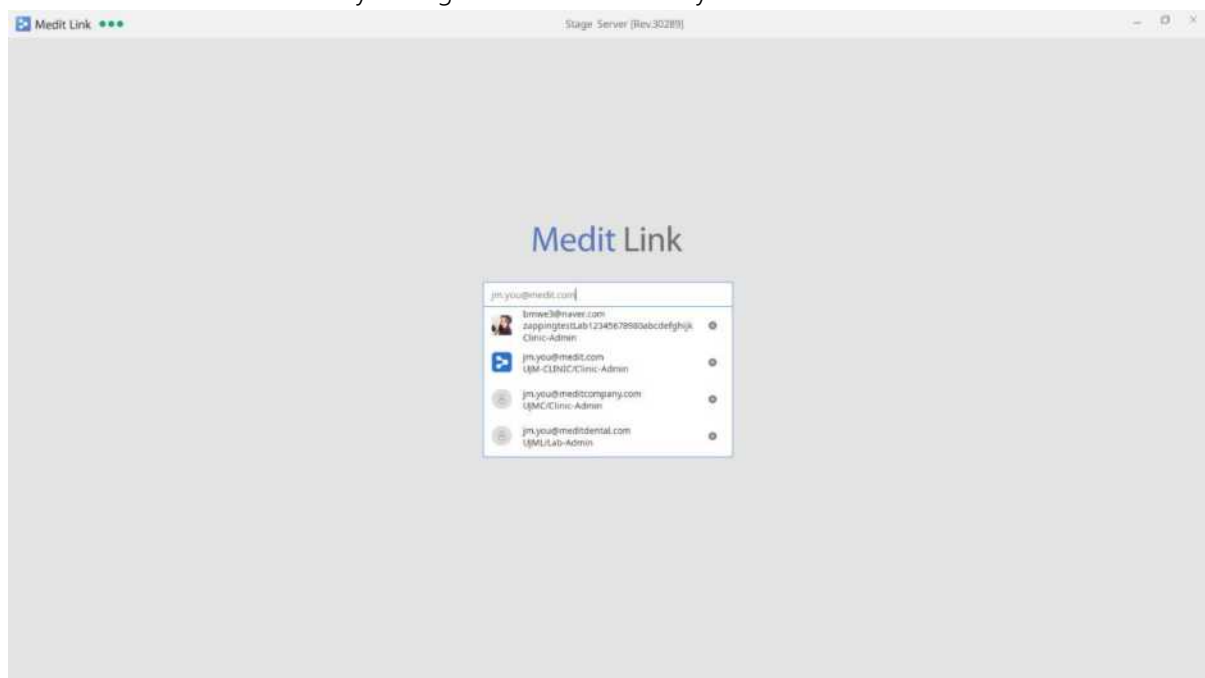 Medit Link
Stage Server [Rev.30289]
Medit Link
jm.you@medit.com
bmwe3@naver.com
zappingtestLab12345678980abcdefghijk
Clinic-Admin
jm.you@medit.com
UJM-CLINIC/Clinic-Admin
jm.you@meditcompany.com
UJMC/Clinic-Admin
jm.you@meditdental.com
UJML/Lab-Admin